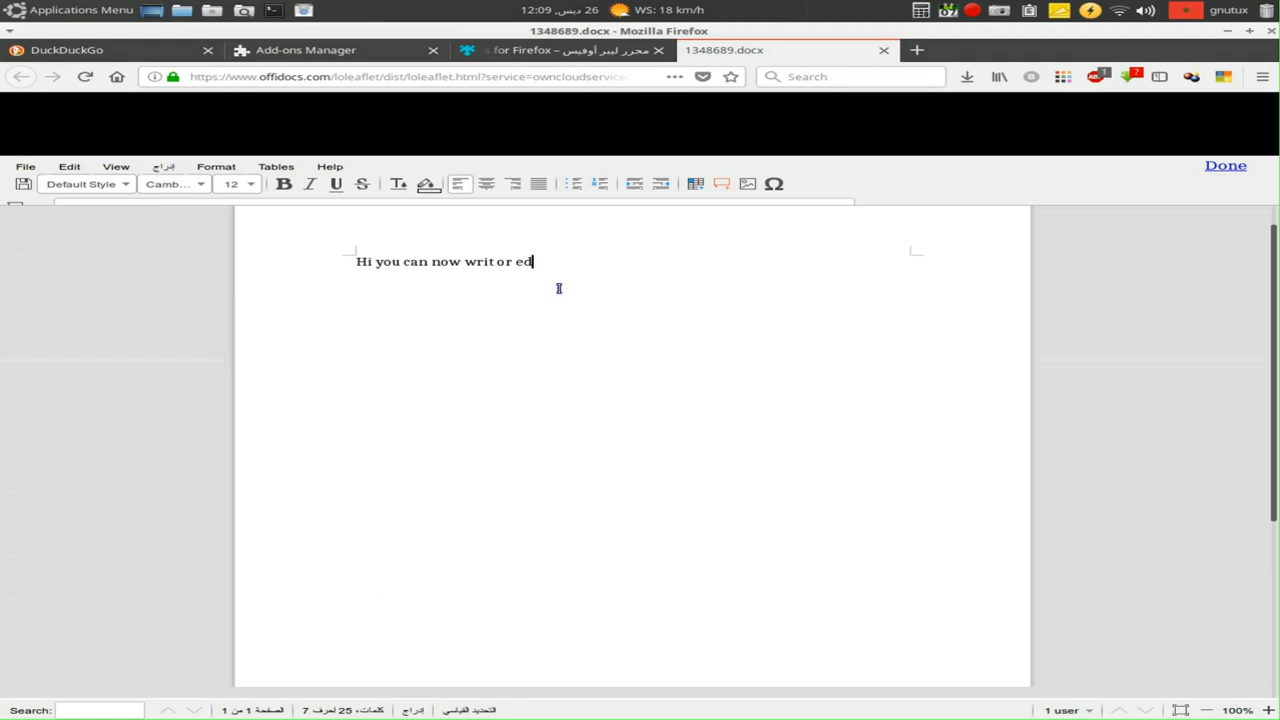 Applications Menu
12:09 ,26 ديس
WS: 18 km/h
gnutux
1348689.docx - Mozilla Firefox
DuckDuckGo
Add-ons Manager
s for Firefox – محرر ليبر أوفيس
1348689.docx
https://www.offidocs.com/loleaflet/dist/loleaflet.html?service=owncloudservice
Search
File Edit View إدراج Format Tables Help
Done
Default Style Camb... 12
Hi you can now writ or ed
Search:
الصفحة 1 من 1
7 كلمات، 25 أحرف
إدراج
التحديد القياسي
1 user
100%